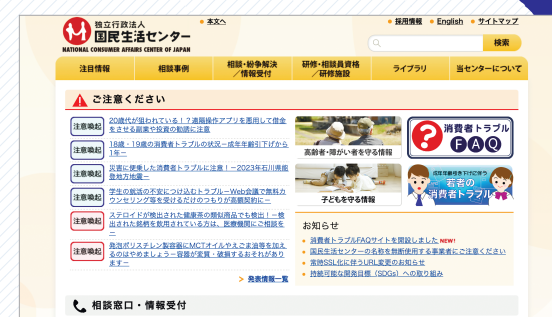 独立行政法人
国民生活センター
NATIONAL CONSUMER AFFAIRS CENTER OF JAPAN
本文へ
採用情報 English サイトマップ
検索
注目情報
相談事例
相談・紛争解決
／情報受付
研修・相談員資格
／研修施設
ライブラリ
当センターについて
ご注意ください
注意喚起
20歳代が狙われている！？遠隔操作アプリを悪用して借金
をさせる副業や投資の勧誘に注意
注意喚起
18歳・19歳の消費者トラブルの状況－成年年齢引下げから
1年－
注意喚起
災害に便乗した消費者トラブルに注意！－2023年石川県能
登地方地震－
注意喚起
学生の就活の不安につけ込むトラブル－Web会議で無料カ
ウンセリング等を受けるだけのつもりが高額契約に－
注意喚起
ステロイドが検出された健康茶の類似商品でも検出！－検
出された銘柄を飲用されている方は、医療機関にご相談を
－
注意喚起
発泡ポリスチレン製容器にMCTオイルやえごま油等を加え
るのはやめましょう－容器が変質・破損するおそれがあり
ます－
発表情報一覧
高齢者・障がい者を守る情報
子どもを守る情報
消費者トラブル
FAQ
成年年齢引き下げに伴う
若者の
消費者トラブル
お知らせ
消費者トラブルFAQサイトを開設しました NEW!
国民生活センターの名称を無断使用する事業者にご注意ください
常時SSL化に伴うURL変更のお知らせ
持続可能な開発目標（SDGs）への取り組み
相談窓口・情報受付